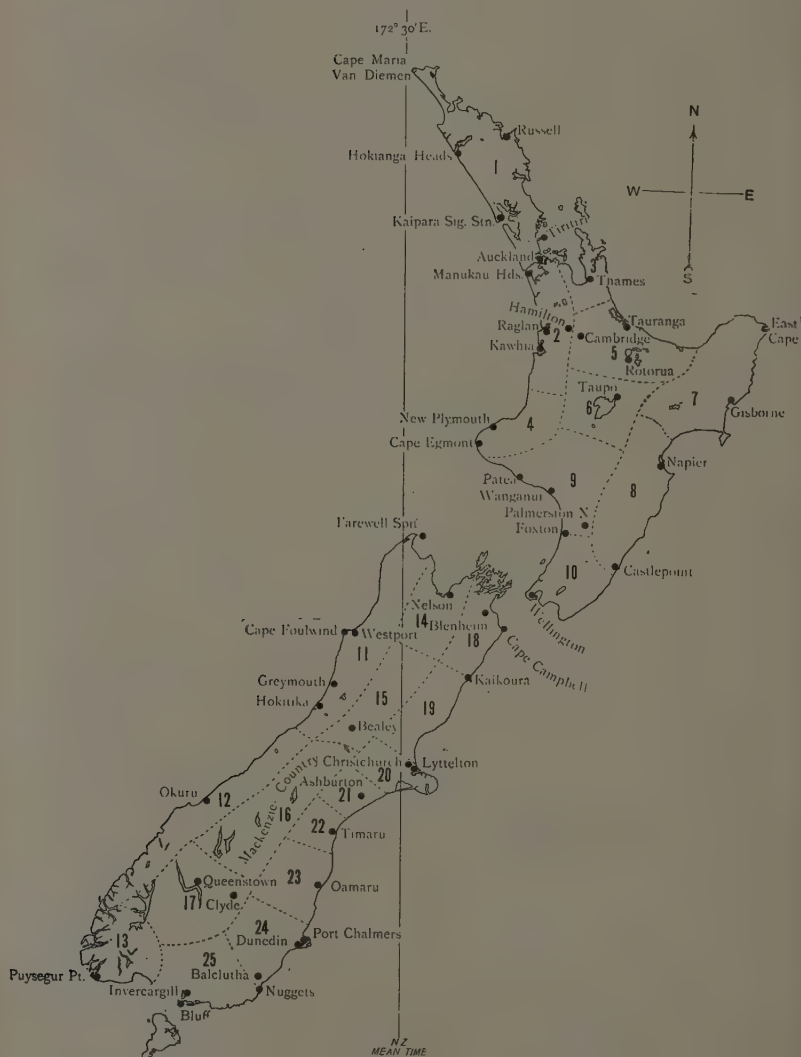 172° 30' E.
Cape Maria
Van Diemen
Russell
N
Hokianga Heads
1
W
E
Kaipara Sig. Stn.
Tiritiri
Auckland
3
S
Manukau Hds.
Thames
Hamilton
Tauranga
East
Cape
Raglan
2
Cambridge
Kawhia
5
Rotorua
Taupo
6
7
Gisborne
New Plymouth
4
Cape Egmont
Napier
Patea
9
8
Wanganui
Palmerston N
Foxton
Farewell Spit
10
Castlepoint
Nelson
Wellington
14
Blenheim
Cape Foulwind
Westport
18
Cape Campbell
11
Greymouth
Kaikoura
Hokitika
15
19
Bealey
Christchurch
Lyttelton
Mackenzie Country
20
Ashburton
Okuru
12
16
21
22
Timaru
Queenstown
23
Oamaru
17
Clyde
24
Port Chalmers
13
Dunedin
25
Puysegur Pt.
Balclutha
Invercargill
Nuggets
Bluff
NZ
MEAN TIME